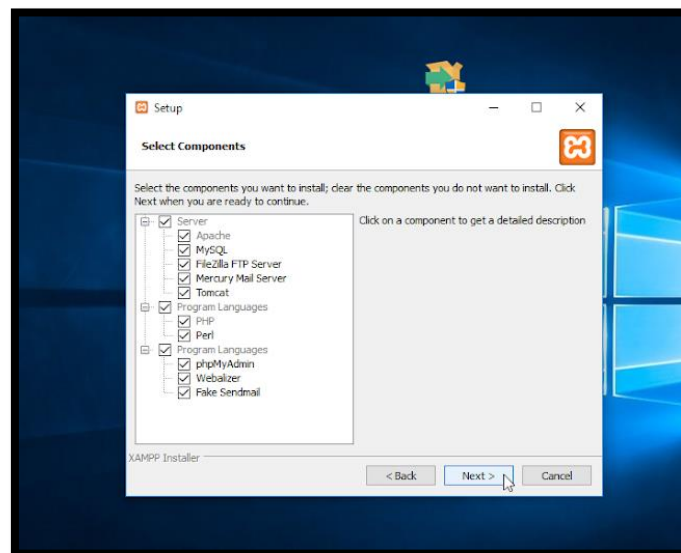 Setup
Select Components
Select the components you want to install; clear the components you do not want to install. Click
Next when you are ready to continue.
Server
Apache
MySQL
FileZilla FTP Server
Mercury Mail Server
Tomcat
Program Languages
PHP
Perl
Program Languages
phpMyAdmin
Webalizer
Fake Sendmail
Click on a component to get a detailed description
XAMPP Installer
< Back
Next >
Cancel